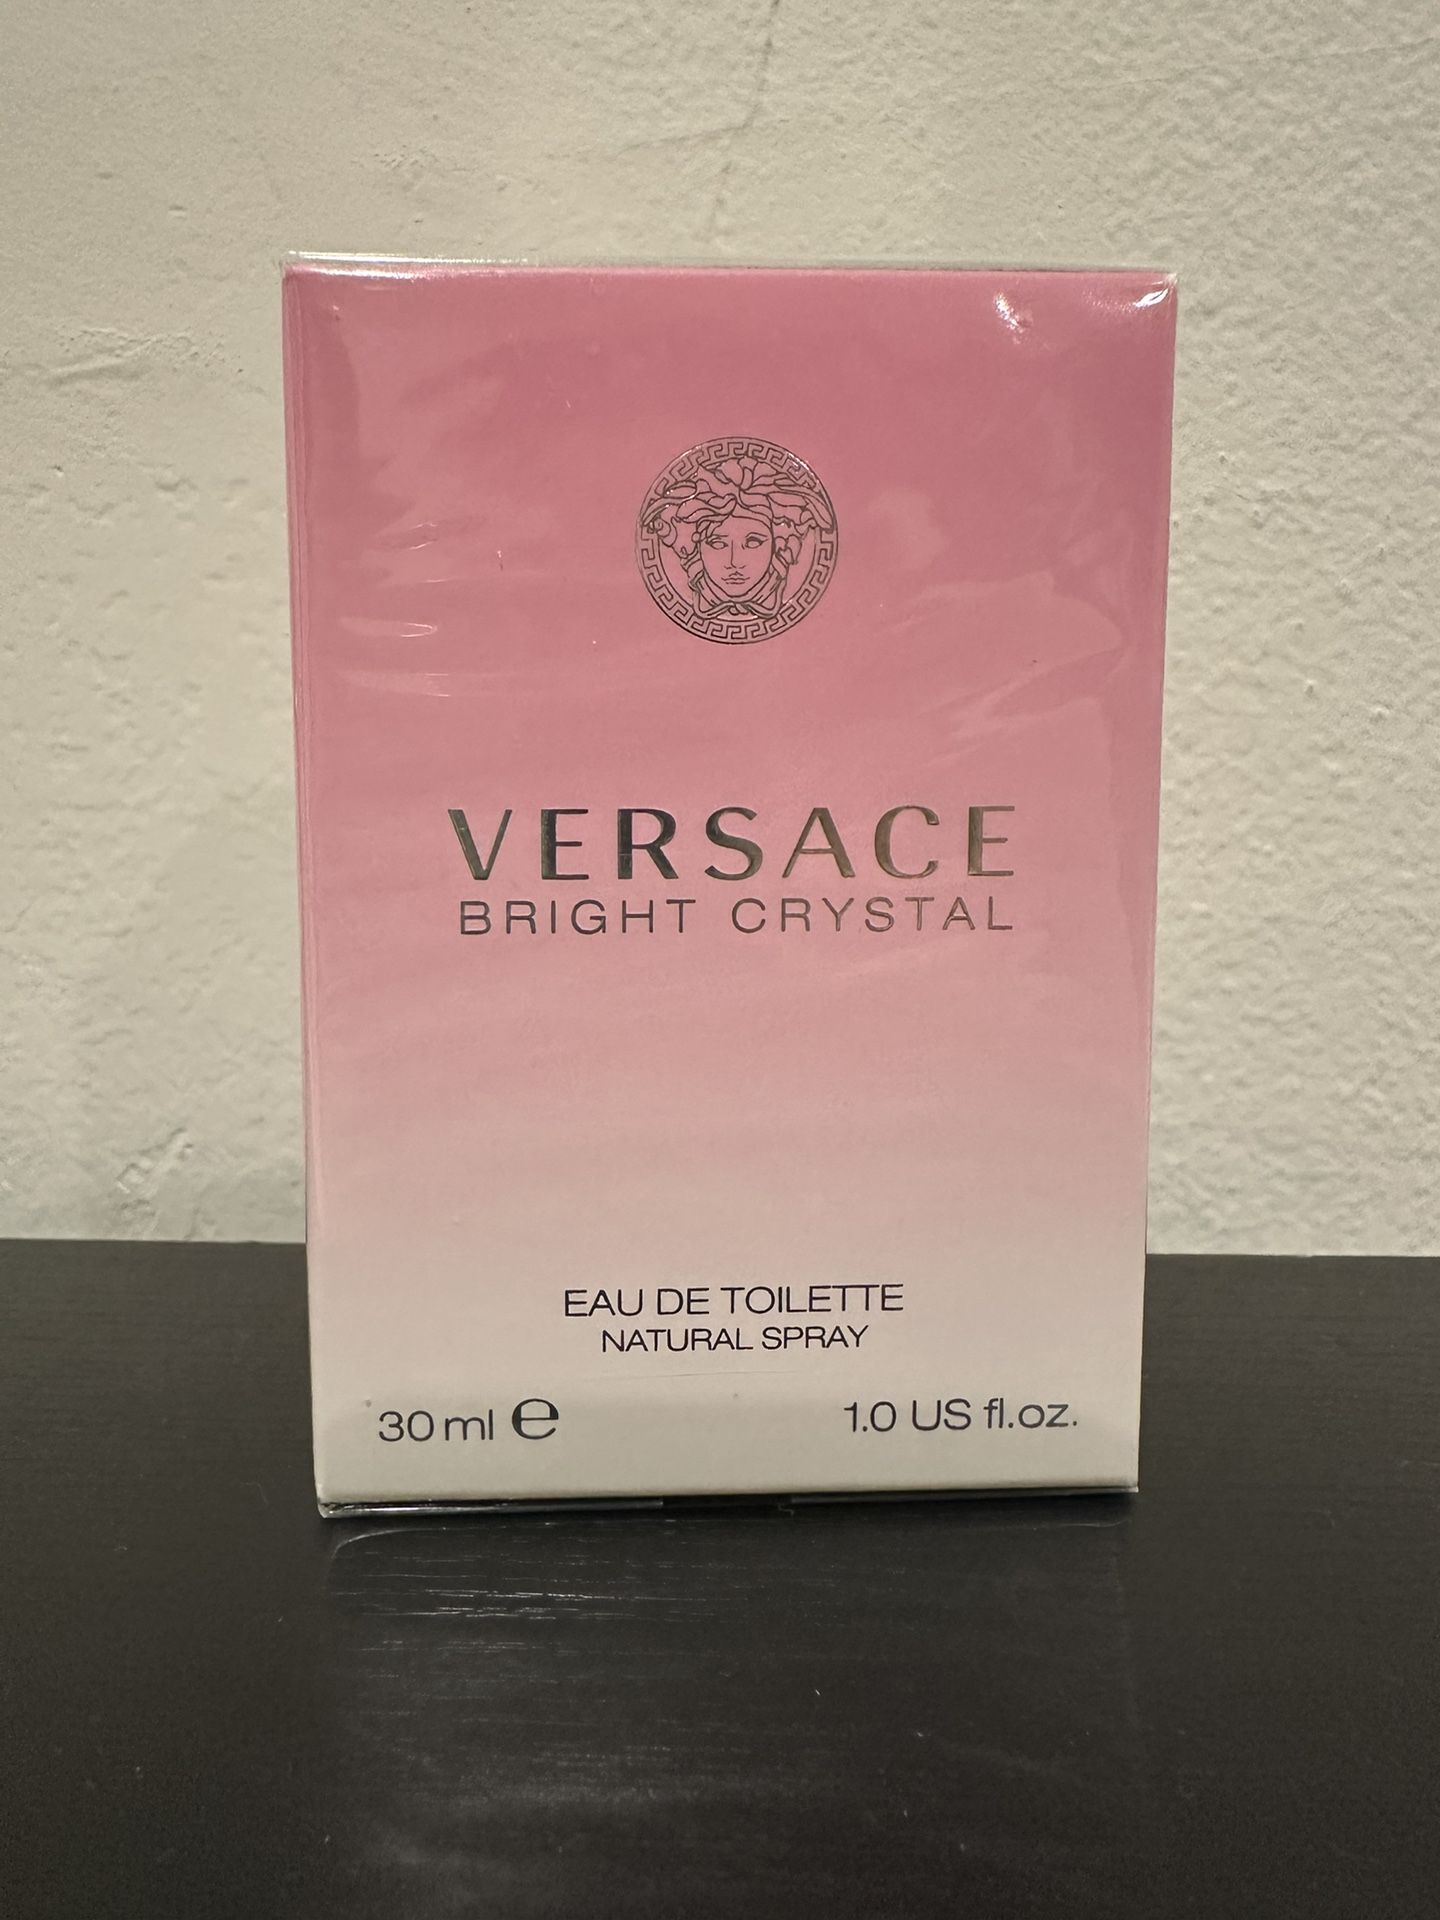 VERSACE
BRIGHT CRYSTAL
EAU DE TOILETTE
NATURAL SPRAY
30 ml ℮ 1.0 US fl.oz.